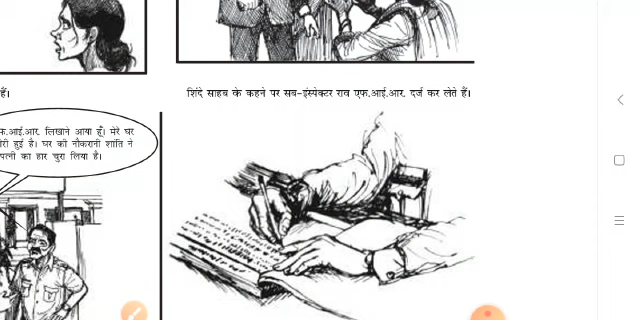 हैं।
शिंदे साहब के कहने पर सब-इंस्पेक्टर राव एफ.आई.आर. दर्ज कर लेते हैं।
.आई.आर. लिखाने आया हूँ। मेरे घर
हुई है। घर की नौकरानी शांति ने
पत्नी का हार चुरा लिया है।